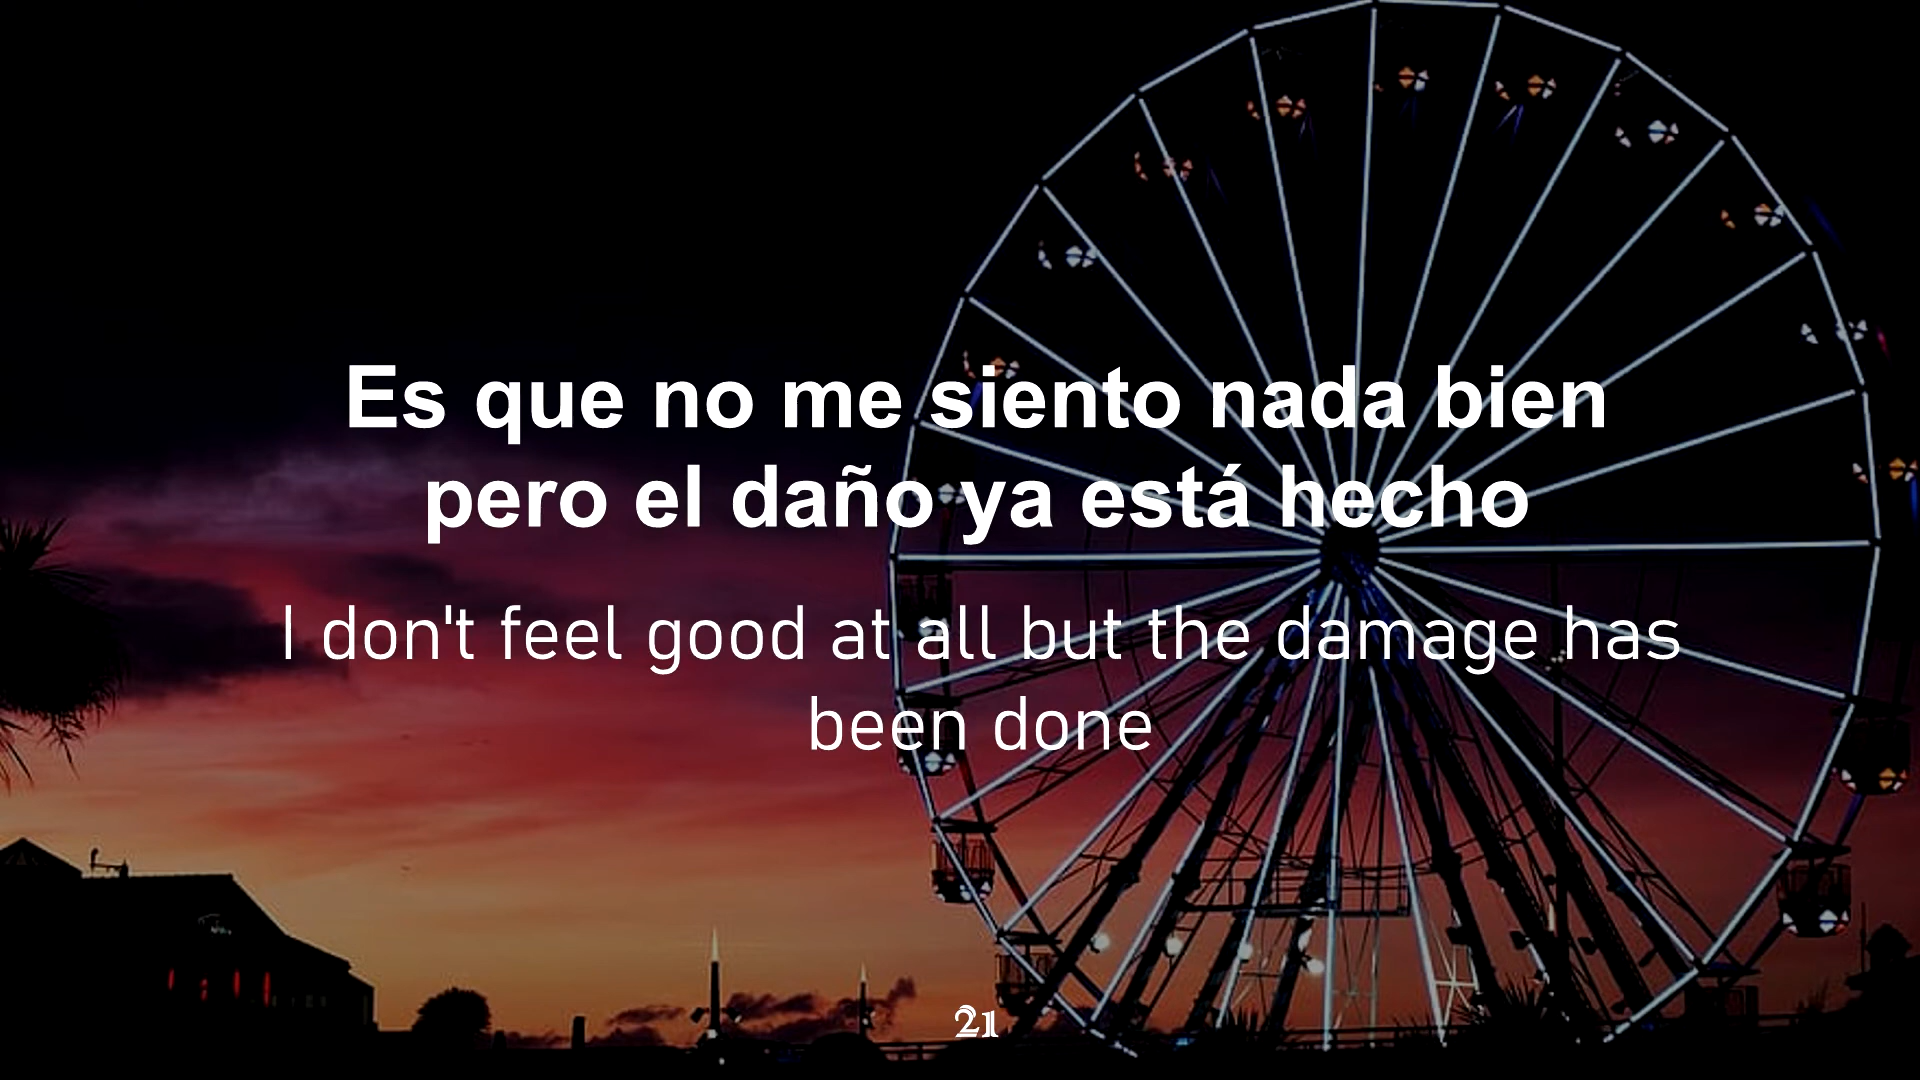 Es que no me siento nada bien
pero el daño ya está hecho
I don't feel good at all but the damage has
been done
21